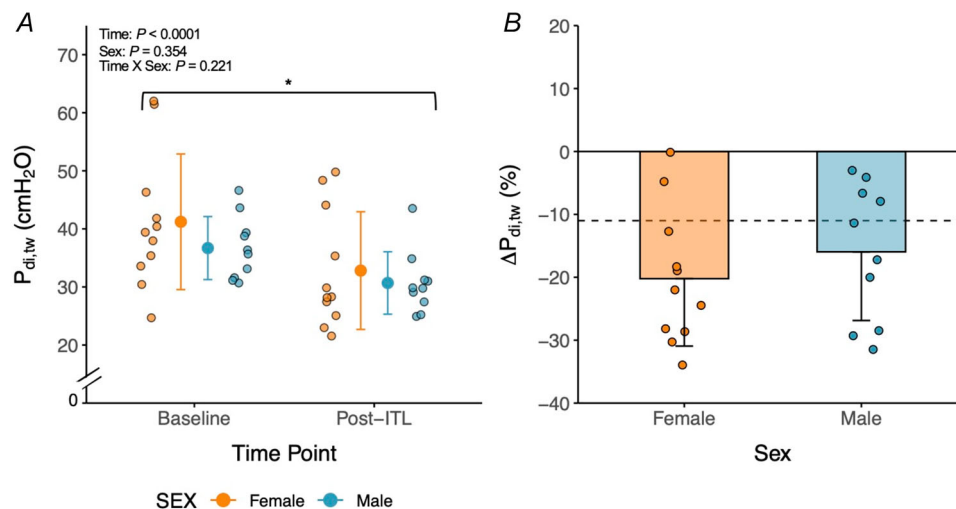 A
Time: P < 0.0001
Sex: P = 0.354
Time X Sex: P = 0.221
*
70
60
50
40
30
20
0
Pdi,tw (cmH2O)
Baseline
Post-ITL
Time Point
SEX
Female
Male
B
20
10
0
-10
-20
-30
-40
ΔPdi,tw (%)
Female
Male
Sex